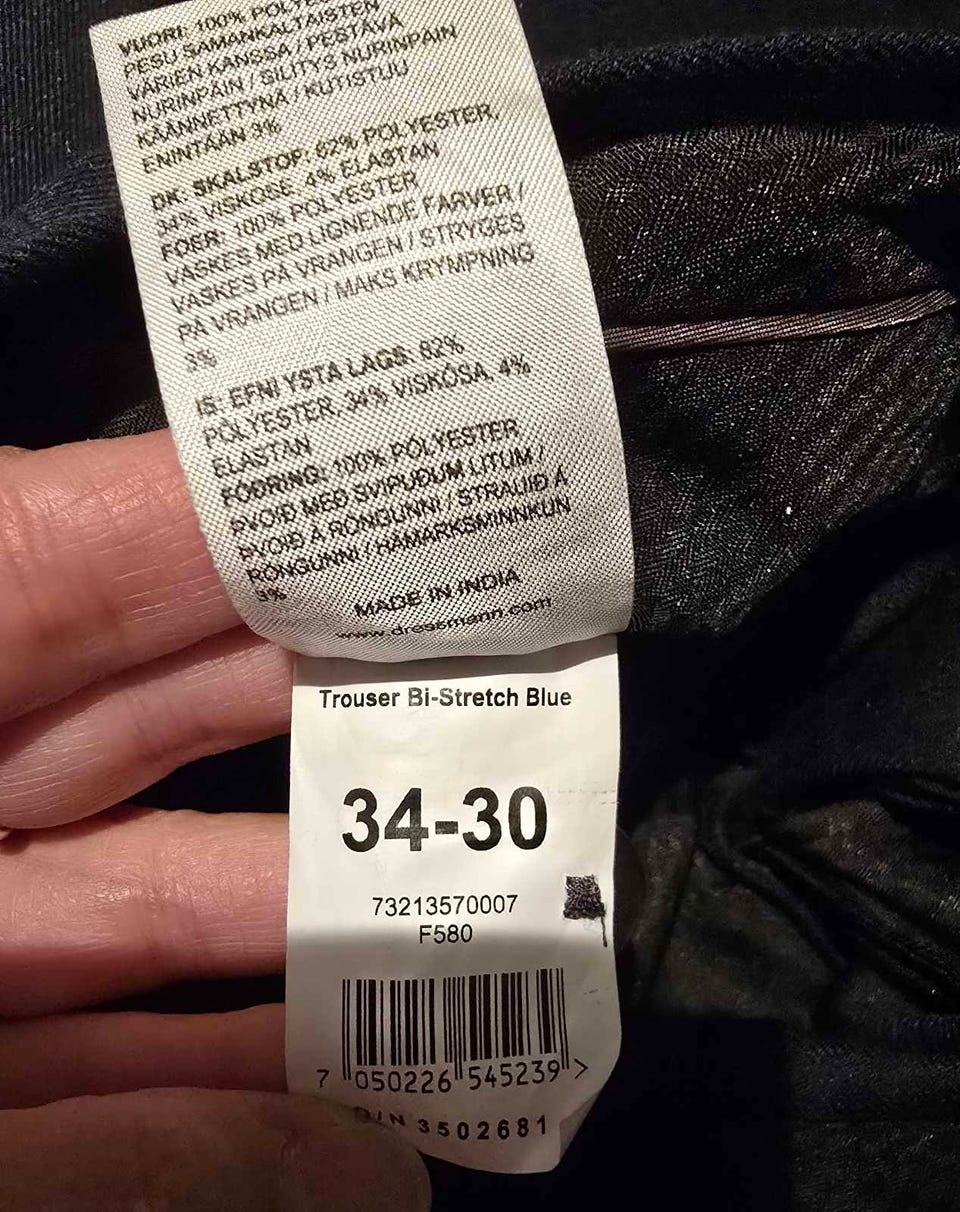 VUORI: 100% POLYE
PESU SAMANKALTAISTEN
VÄRIEN KANSSA / PESTÄVÄ
NURINPÄIN / SILITYS NURINPÄIN
KÄÄNNETTYNÄ / KUTISTUU
ENINTÄÄN 3%
DK: SKALSTOF: 62% POLYESTER,
34% VISKOSE, 4% ELASTAN
FOER: 100% POLYESTER
VASKES MED LIGNENDE FARVER /
VASKES PÅ VRANGEN / STRYGES
PÅ VRANGEN / MAKS KRYMPNING
3%
IS: EFNI YSTA LAGS: 62%
POLYESTER, 34% VISKÓSA, 4%
ELASTAN
FÓÐRING: 100% POLYESTER
ÞVOIÐ MEÐ SVIPUÐUM LITUM /
ÞVOIÐ Á RÖNGUNNI / STRAUIÐ Á
RÖNGUNNI / HÁMARKSMINNKUN
3%
MADE IN INDIA
www.dressmann.com
Trouser Bi-Stretch Blue
34-30
73213570007
F580
7 050226 545239 >
D/N 3502681